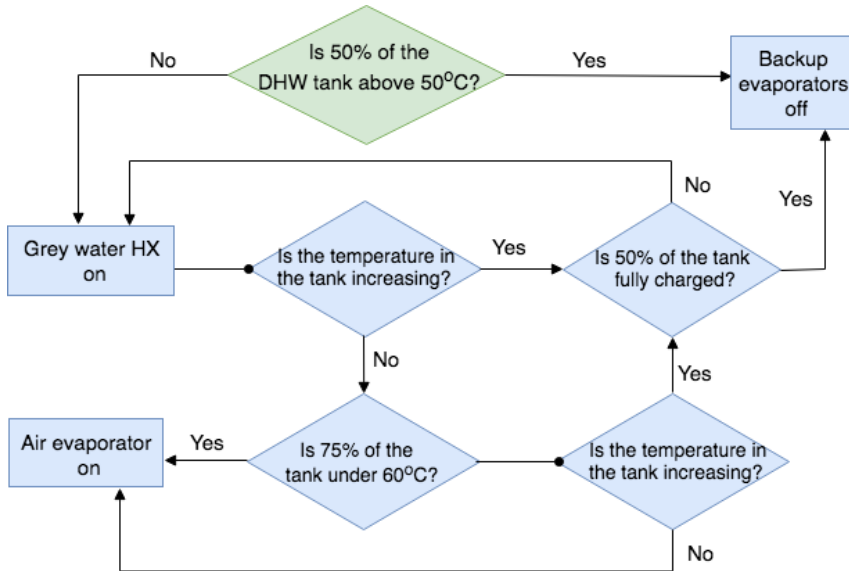 No
Is 50% of the
DHW tank above 50°C?
Yes
Backup
evaporators
off
No
Yes
Grey water HX
on
Is the temperature in
the tank increasing?
Yes
Is 50% of the tank
fully charged?
No
Yes
Air evaporator
on
Yes
Is 75% of the
tank under 60°C?
Is the temperature in
the tank increasing?
No